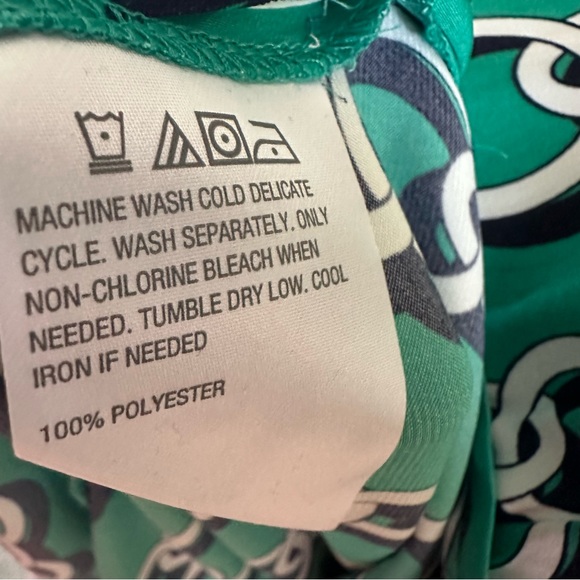 MACHINE WASH COLD DELICATE
CYCLE. WASH SEPARATELY. ONLY
NON-CHLORINE BLEACH WHEN
NEEDED. TUMBLE DRY LOW. COOL
IRON IF NEEDED
100% POLYESTER